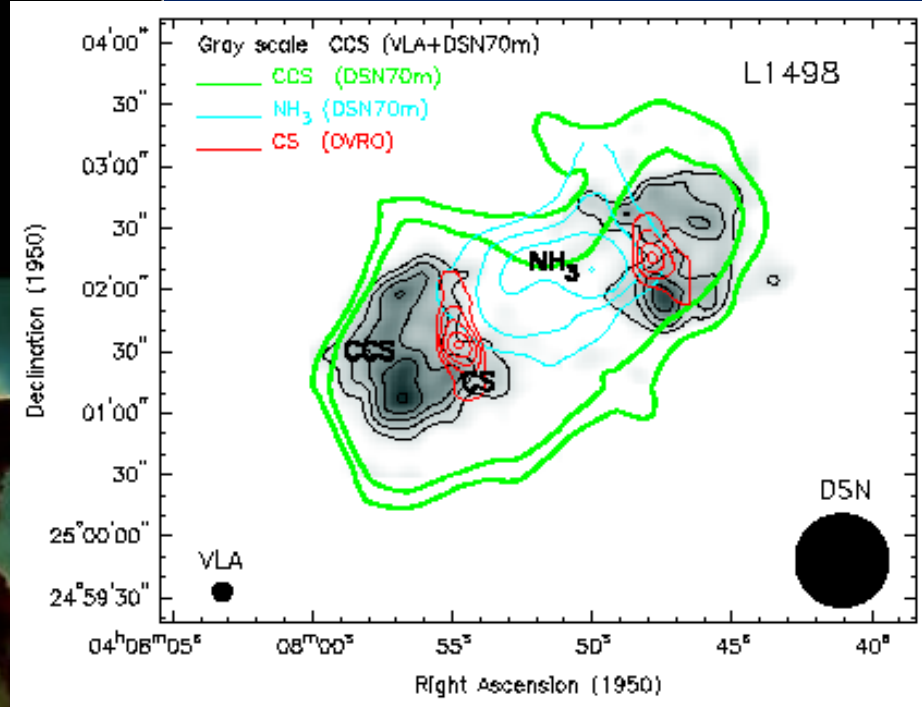 Gray scale CCS (VLA+DSN70m)
CCS (DSN70m)
NH₃ (DSN70m)
CS (OVRO)
L1498
04°00"
30"
03'00"
30"
02'00"
30"
01'00"
30"
25°00'00"
24°59'30"
Declination (1950)
NH₃
CCS
CS
VLA
DSN
04ʰ08ᵐ05ˢ
08ᵐ00ˢ
55ˢ
50ˢ
45ˢ
40ˢ
Right Ascension (1950)